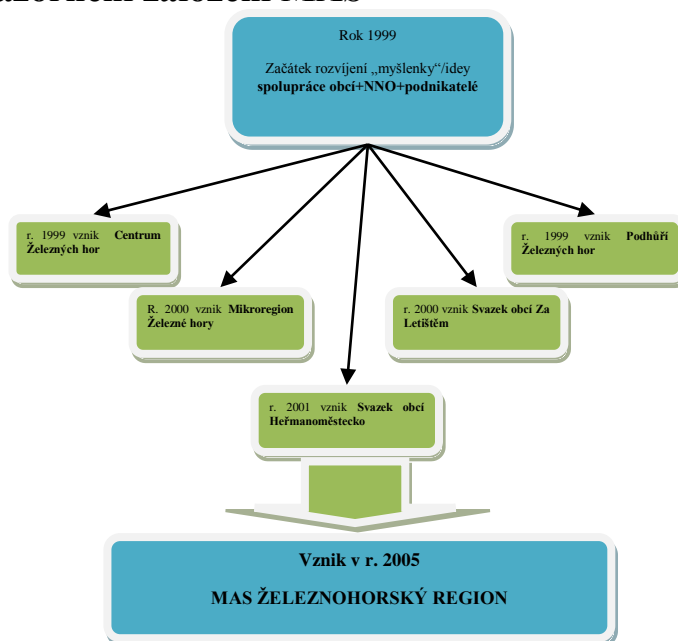 založení MAS
Rok 1999
Začátek rozvíjení „myšlenky“/idey
spolupráce obcí+NNO+podnikatelé
r. 1999 vznik Centrum
Železných hor
r. 1999 vznik Podhůří
Železných hor
R. 2000 vznik Mikroregion
Železné hory
r. 2000 vznik Svazek obcí Za
Letištěm
r. 2001 vznik Svazek obcí
Heřmanoměstecko
Vznik v r. 2005
MAS ŽELEZNOHORSKÝ REGION